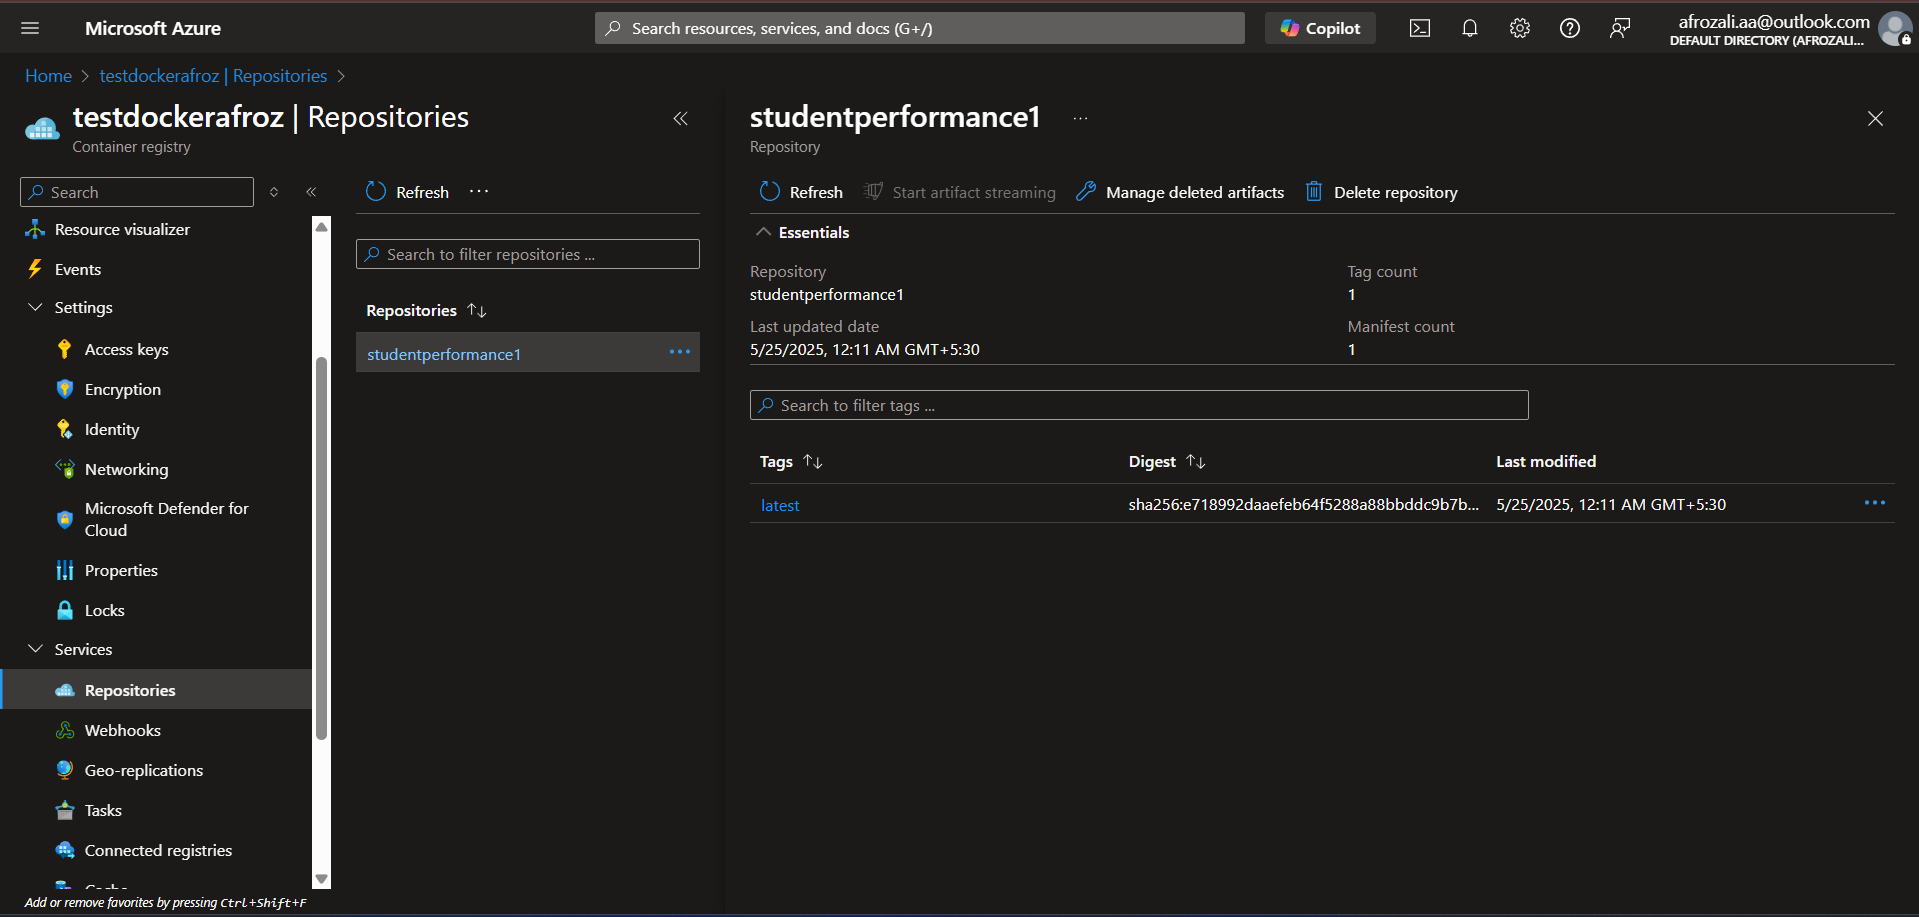 Microsoft Azure
Search resources, services, and docs (G+/)
Copilot
afrozali.aa@outlook.com
DEFAULT DIRECTORY (AFROZALI...
Home > testdockerafroz | Repositories >
testdockerafroz | Repositories
Container registry
Search
Resource visualizer
Events
Settings
Access keys
Encryption
Identity
Networking
Microsoft Defender for
Cloud
Properties
Locks
Services
Repositories
Webhooks
Geo-replications
Tasks
Connected registries
Cache
Add or remove favorites by pressing Ctrl+Shift+F
Refresh ...
Search to filter repositories ...
Repositories ↑↓
studentperformance1 ...
studentperformance1 ...
Repository
Refresh Start artifact streaming Manage deleted artifacts Delete repository
Essentials
Repository
studentperformance1
Last updated date
5/25/2025, 12:11 AM GMT+5:30
Tag count
1
Manifest count
1
Search to filter tags ...
Tags ↑↓ Digest ↑↓ Last modified
latest sha256:e718992daaefeb64f5288a88bbddc9b7b... 5/25/2025, 12:11 AM GMT+5:30 ...